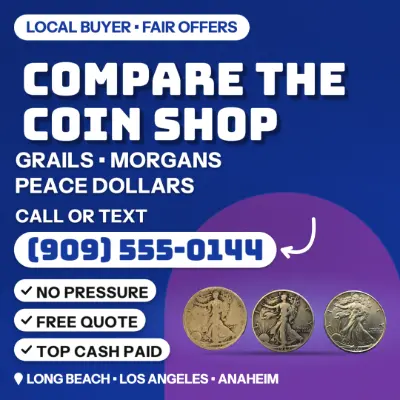 LOCAL BUYER • FAIR OFFERS
COMPARE THE
COIN SHOP
GRAILS • MORGANS
PEACE DOLLARS
CALL OR TEXT
(909) 555-0144
NO PRESSURE
FREE QUOTE
TOP CASH PAID
LONG BEACH • LOS ANGELES • ANAHEIM